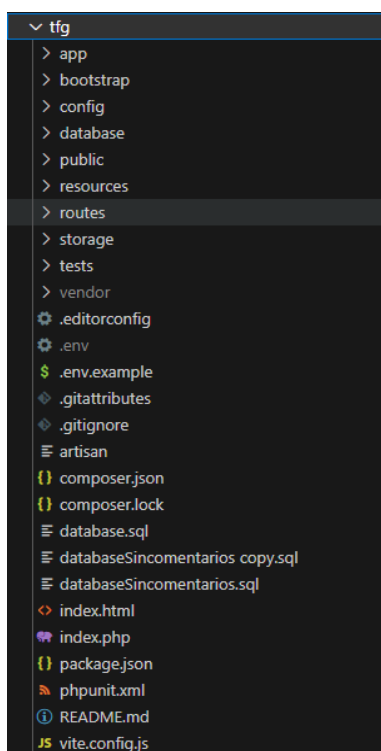 tfg
app
bootstrap
config
database
public
resources
routes
storage
tests
vendor
.editorconfig
.env
$ .env.example
.gitattributes
.gitignore
artisan
{} composer.json
{} composer.lock
database.sql
databaseSincomentarios copy.sql
databaseSincomentarios.sql
<> index.html
index.php
{} package.json
phpunit.xml
README.md
JS vite.config.js